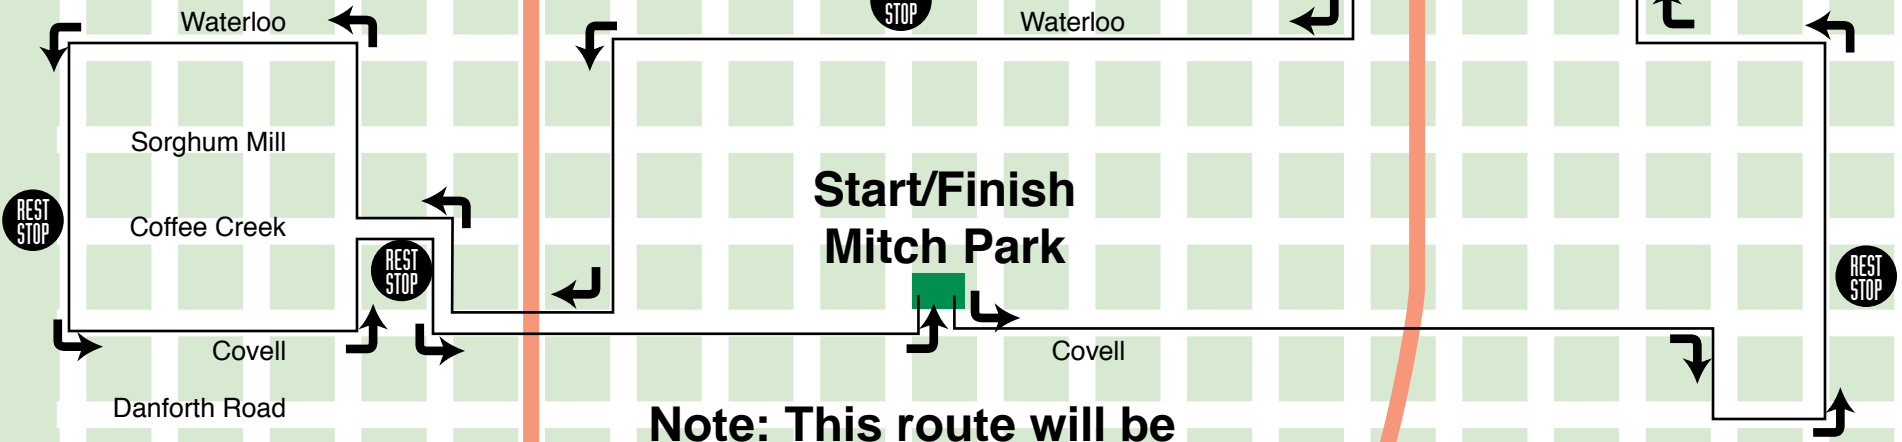 STOP
Waterloo
Waterloo
Sorghum Mill
Start/Finish
Mitch Park
REST
STOP
Coffee Creek
REST
STOP
REST
STOP
Covell
Covell
Danforth Road
Note: This route will be